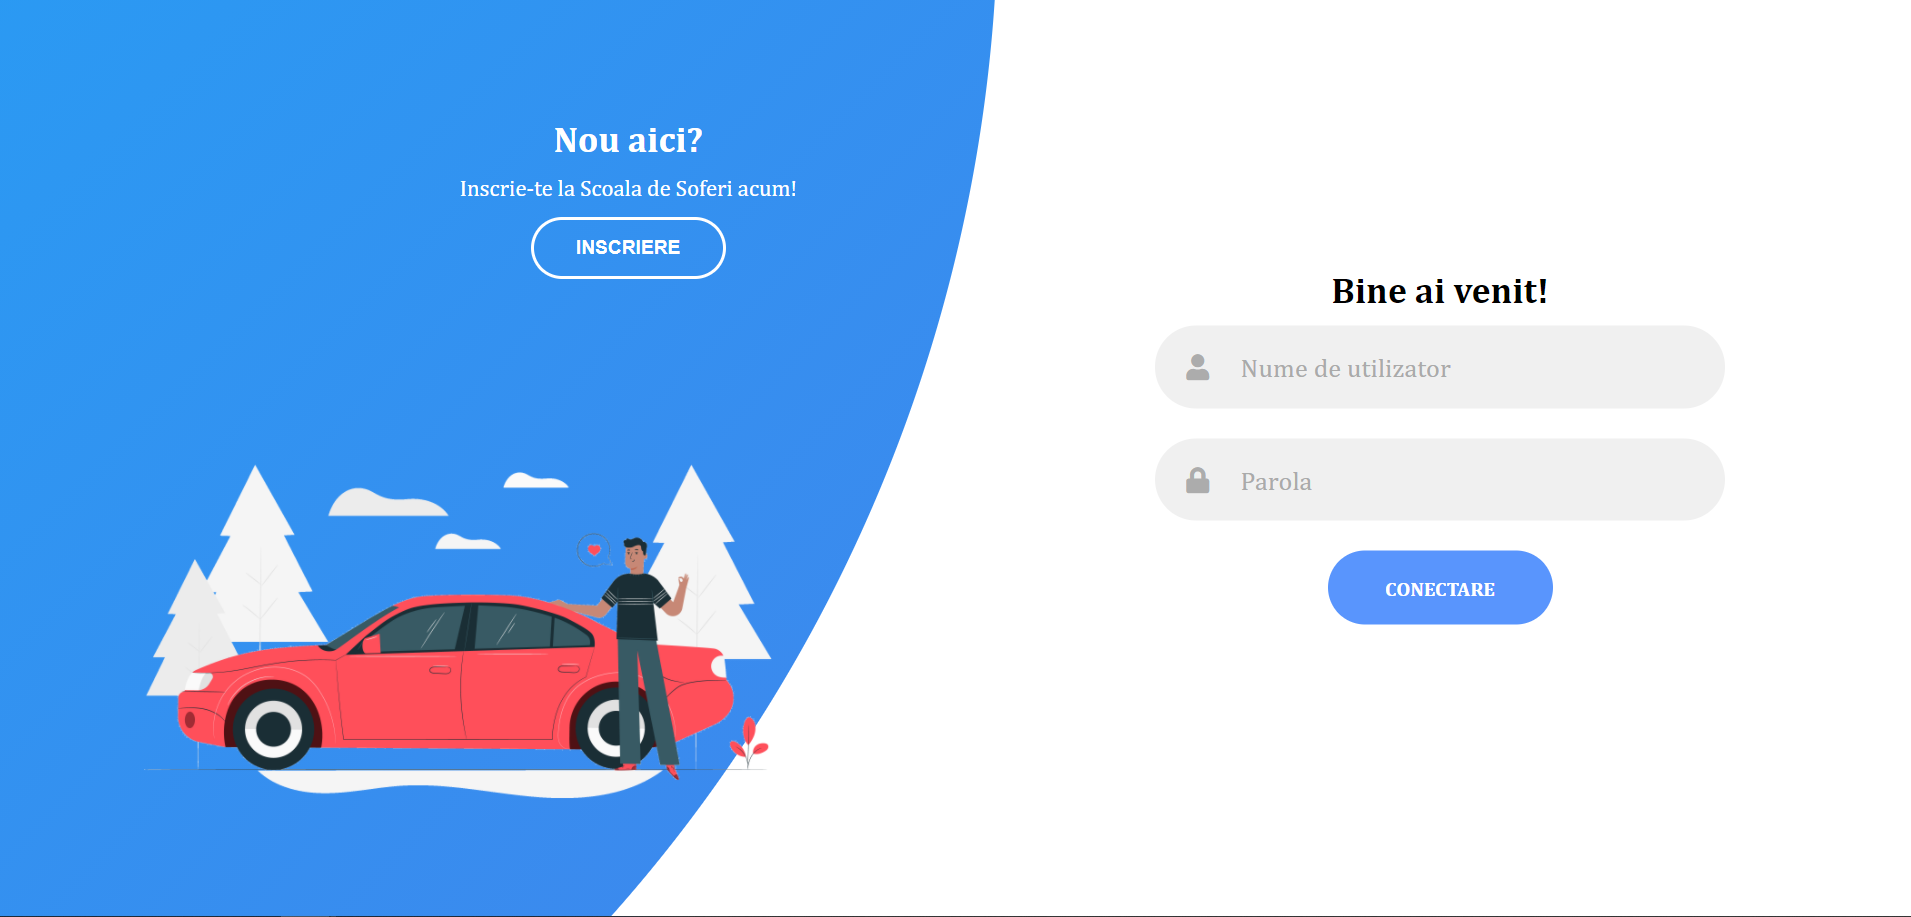 Nou aici?
Inscrie-te la Scoala de Soferi acum!
INSCRIERE
Bine ai venit!
Nume de utilizator
Parola
CONECTARE